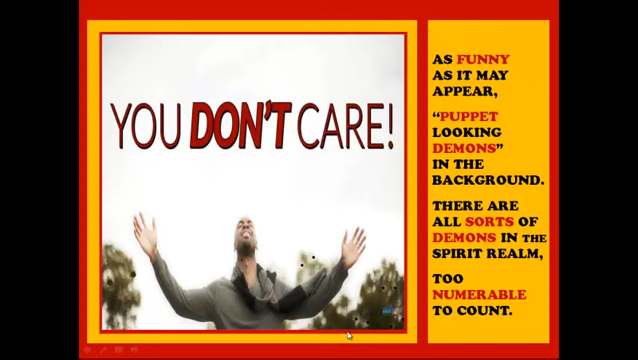 YOU DON'T CARE!
AS FUNNY
AS IT MAY
APPEAR,
“PUPPET
LOOKING
DEMONS”
IN THE
BACKGROUND.
THERE ARE
ALL SORTS OF
DEMONS IN THE
SPIRIT REALM,
TOO
NUMERABLE
TO COUNT.